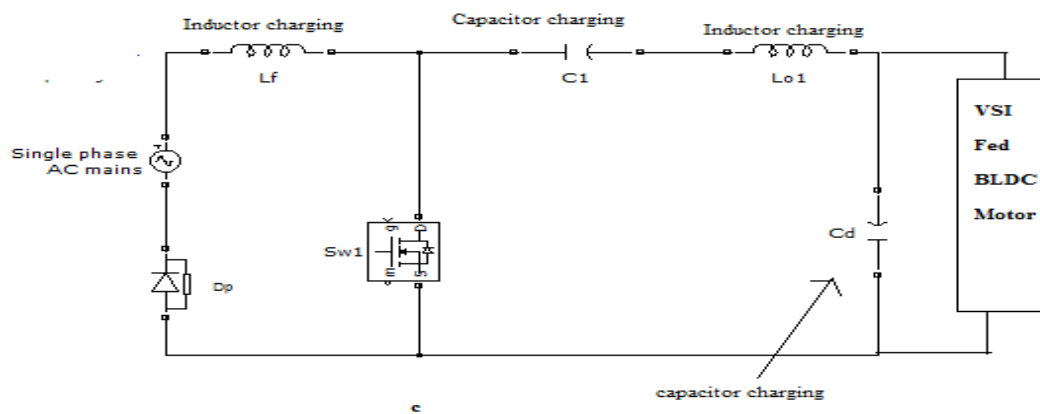 Inductor charging
Capacitor charging
Inductor charging
Lf
C1
Lo1
Single phase
AC mains
VSI
Fed
BLDC
Motor
g
D
Sw1
m
S
Cd
Dp
capacitor charging